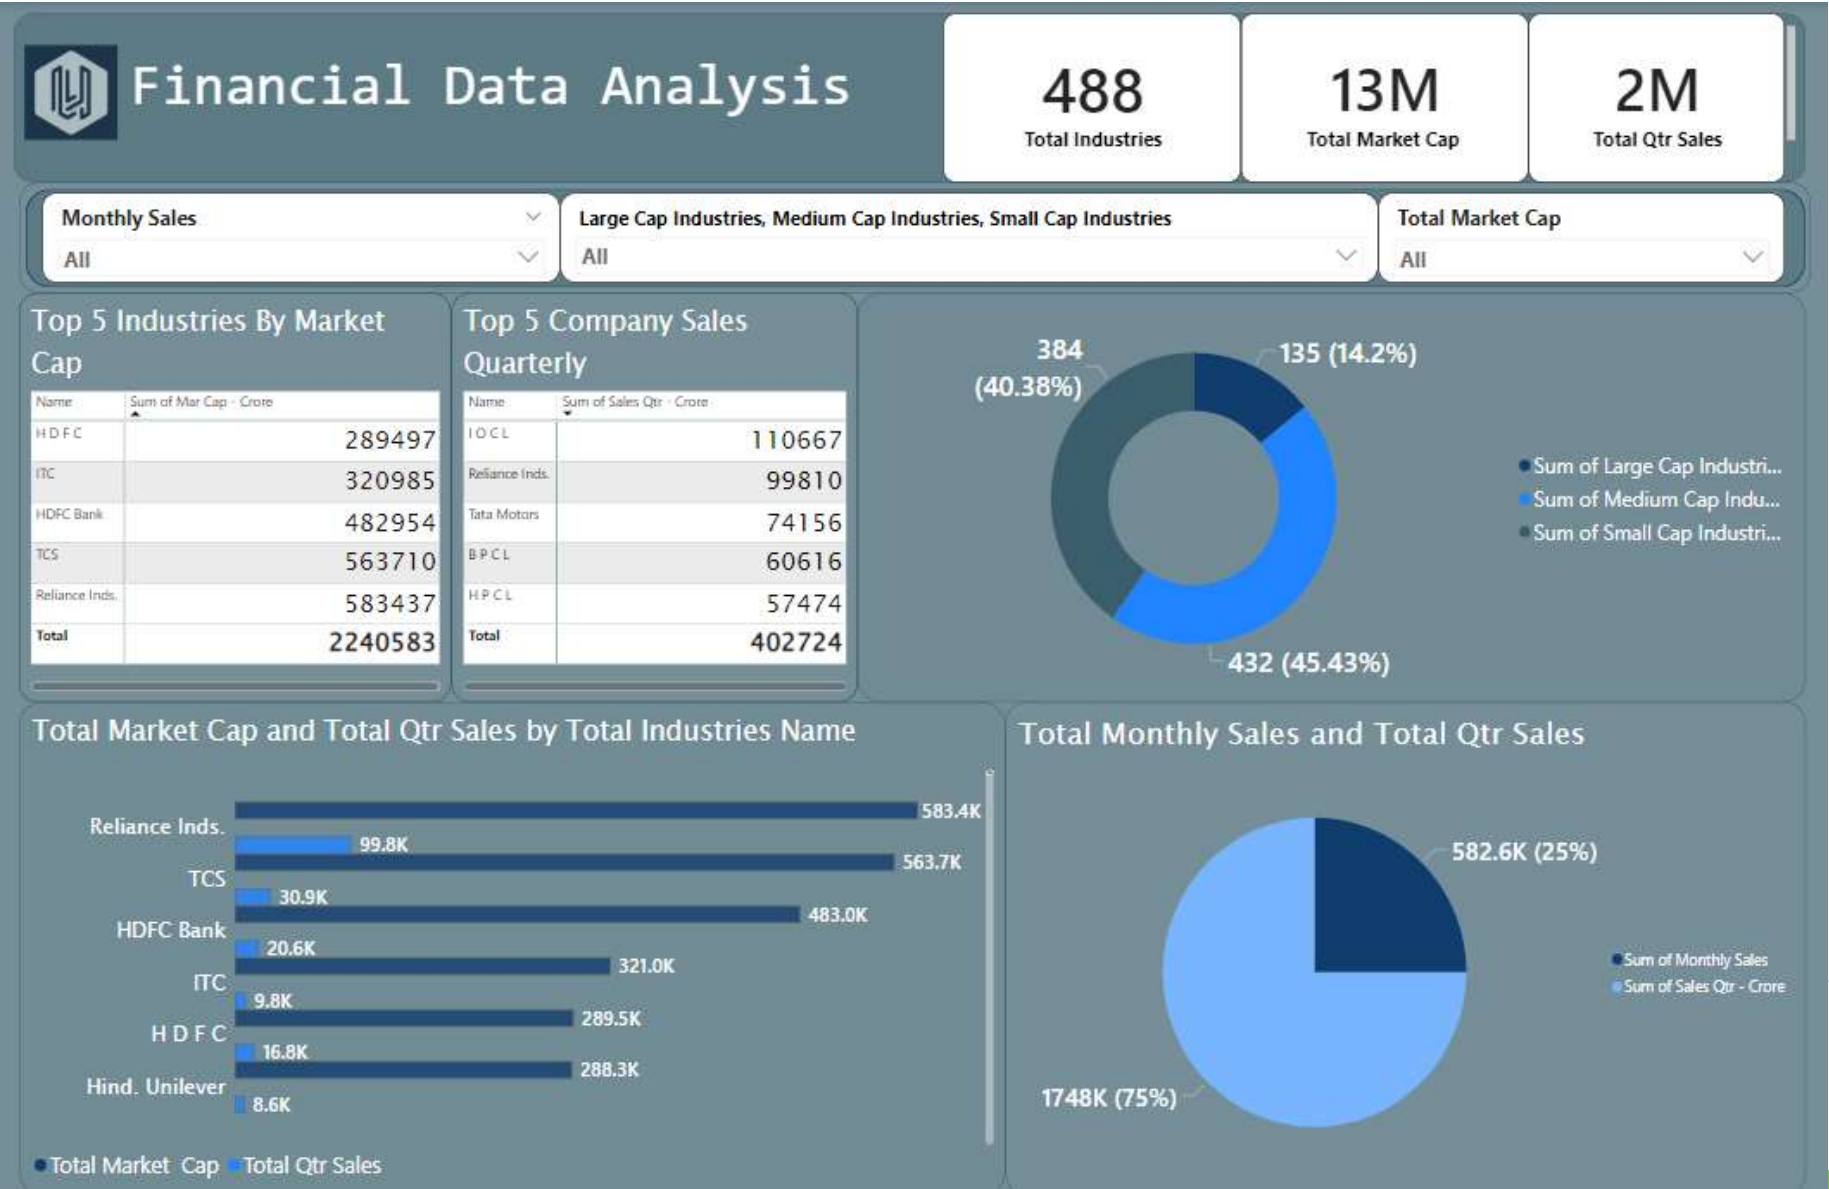 Financial Data Analysis
488
Total Industries
13M
Total Market Cap
2M
Total Qtr Sales
Monthly Sales
All
Large Cap Industries, Medium Cap Industries, Small Cap Industries
All
Total Market Cap
All
Top 5 Industries By Market
Cap
Name Sum of Mar Cap - Crore
H D F C 289497
ITC 320985
HDFC Bank 482954
TCS 563710
Reliance Inds. 583437
Total 2240583
Top 5 Company Sales
Quarterly
Name Sum of Sales Qtr - Crore
I O C L 110667
Reliance Inds. 99810
Tata Motors 74156
B P C L 60616
H P C L 57474
Total 402724
384
(40.38%)
135 (14.2%)
432 (45.43%)
Sum of Large Cap Industri...
Sum of Medium Cap Indu...
Sum of Small Cap Industri...
Total Market Cap and Total Qtr Sales by Total Industries Name
Reliance Inds. 583.4K
99.8K
TCS 563.7K
30.9K
HDFC Bank 483.0K
20.6K
ITC 321.0K
9.8K
H D F C 289.5K
16.8K
Hind. Unilever 288.3K
8.6K
Total Market Cap Total Qtr Sales
Total Monthly Sales and Total Qtr Sales
582.6K (25%)
1748K (75%)
Sum of Monthly Sales
Sum of Sales Qtr - Crore